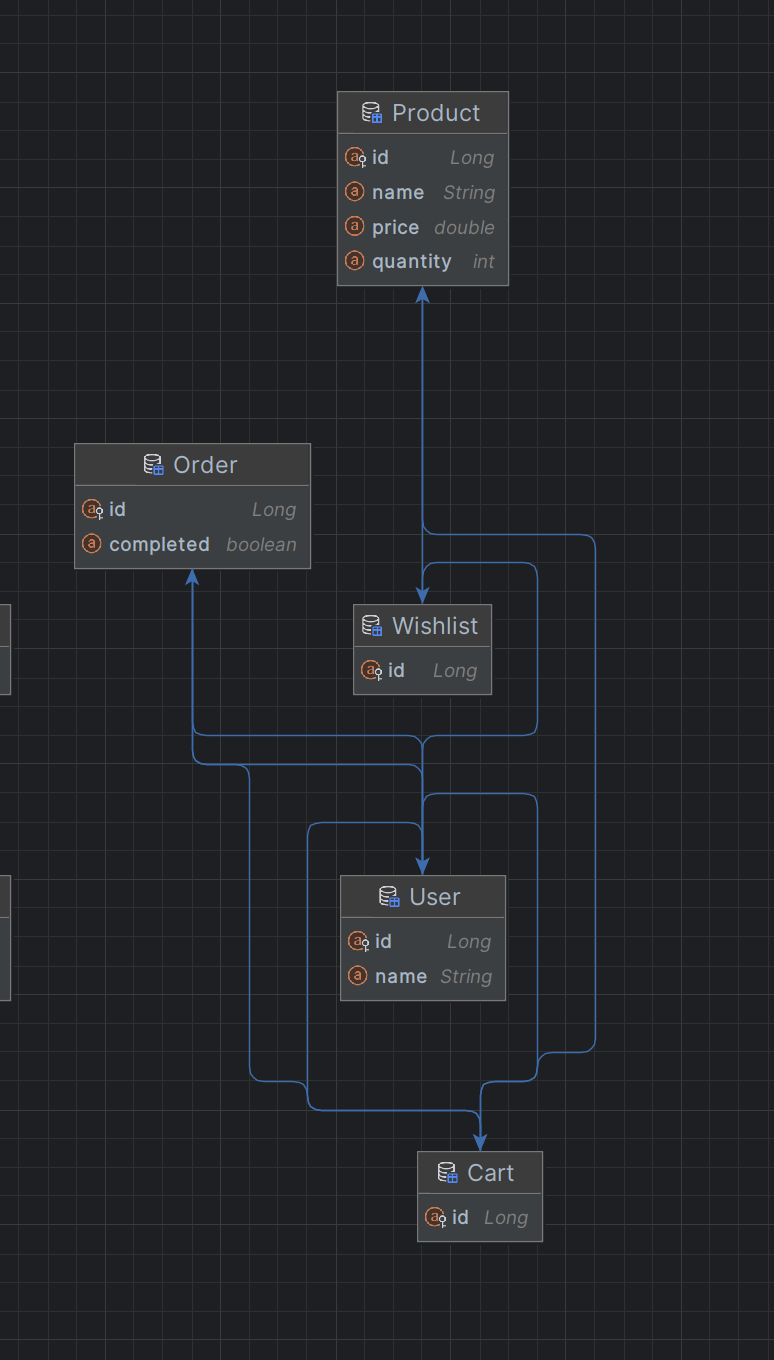 Product
id Long
name String
price double
quantity int
Order
id Long
completed boolean
Wishlist
id Long
User
id Long
name String
Cart
id Long